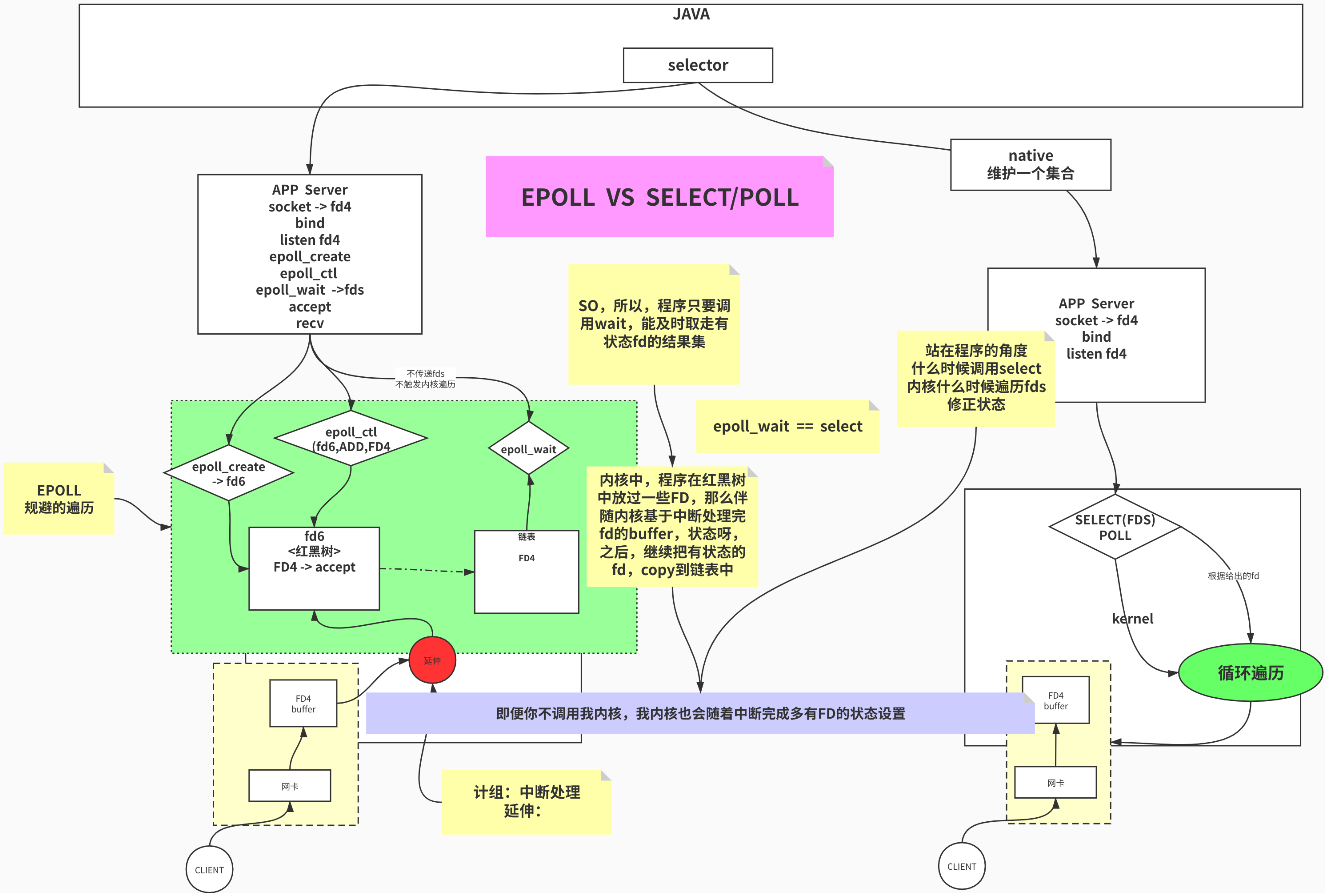 JAVA
selector
native
维护一个集合
APP Server
socket -> fd4
bind
listen fd4
epoll_create
epoll_ctl
epoll_wait ->fds
accept
recv
EPOLL VS SELECT/POLL
SO，所以，程序只要调
用wait，能及时取走有
状态fd的结果集
APP Server
socket -> fd4
bind
listen fd4
站在程序的角度
什么时候调用select
内核什么时候遍历fds
修正状态
不传递fds
不触发内核遍历
epoll_wait == select
epoll_create
-> fd6
epoll_ctl
(fd6,ADD,FD4
epoll_wait
EPOLL
规避的遍历
fd6
<红黑树>
FD4 -> accept
链表
FD4
内核中，程序在红黑树
中放过一些FD，那么伴
随内核基于中断处理完
fd的buffer，状态呀，
之后，继续把有状态的
fd，copy到链表中
SELECT(FDS)
POLL
根据给出的fd
kernel
循环遍历
延伸
FD4
buffer
网卡
CLIENT
即便你不调用我内核，我内核也会随着中断完成多有FD的状态设置
计组：中断处理
延伸：
FD4
buffer
网卡
CLIENT